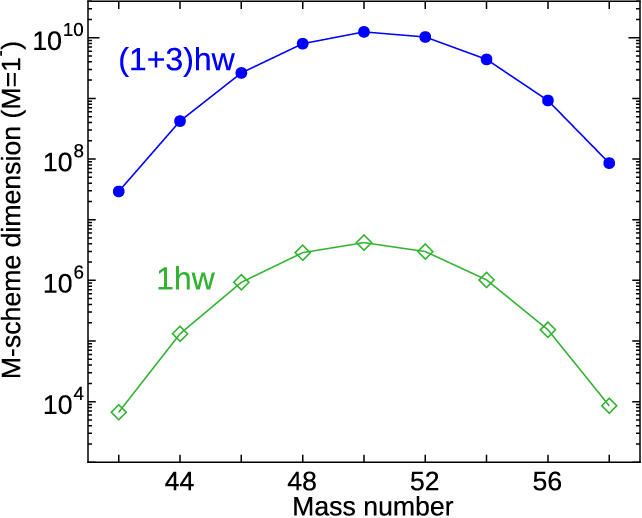 10^10
(1+3)hw
10^8
1hw
10^6
10^4
M-scheme dimension (M=1^-)
44 48 52 56
Mass number